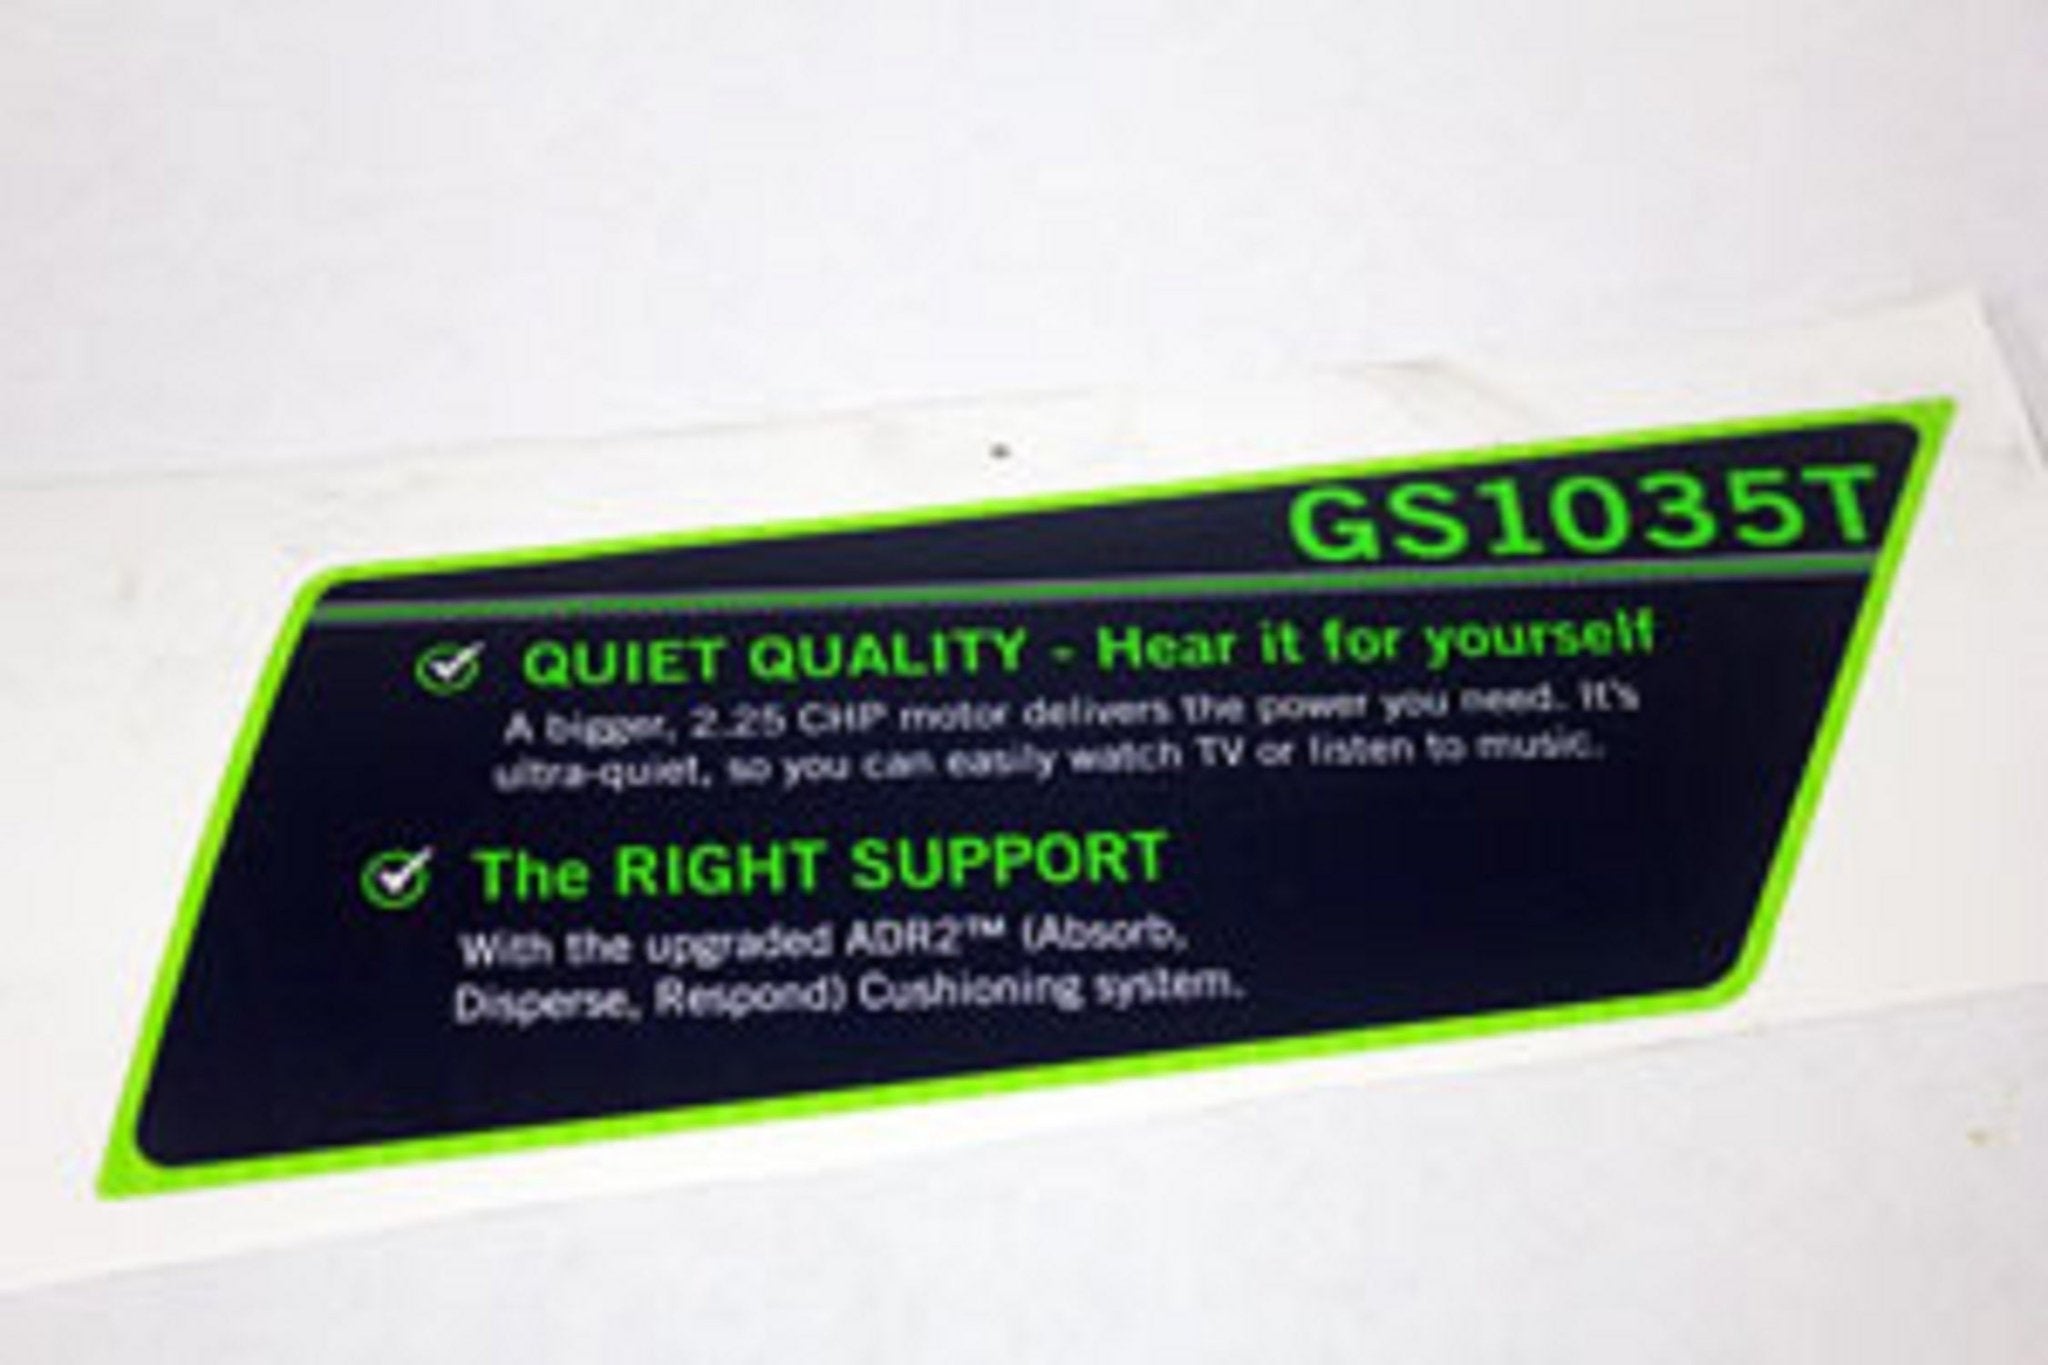 GS1035T
QUIET QUALITY - Hear it for yourself
A bigger, 2.25 CHP motor delivers the power you need. It's
ultra-quiet, so you can easily watch TV or listen to music.
The RIGHT SUPPORT
With the upgraded ADR2™ (Absorb,
Disperse, Respond) Cushioning system.